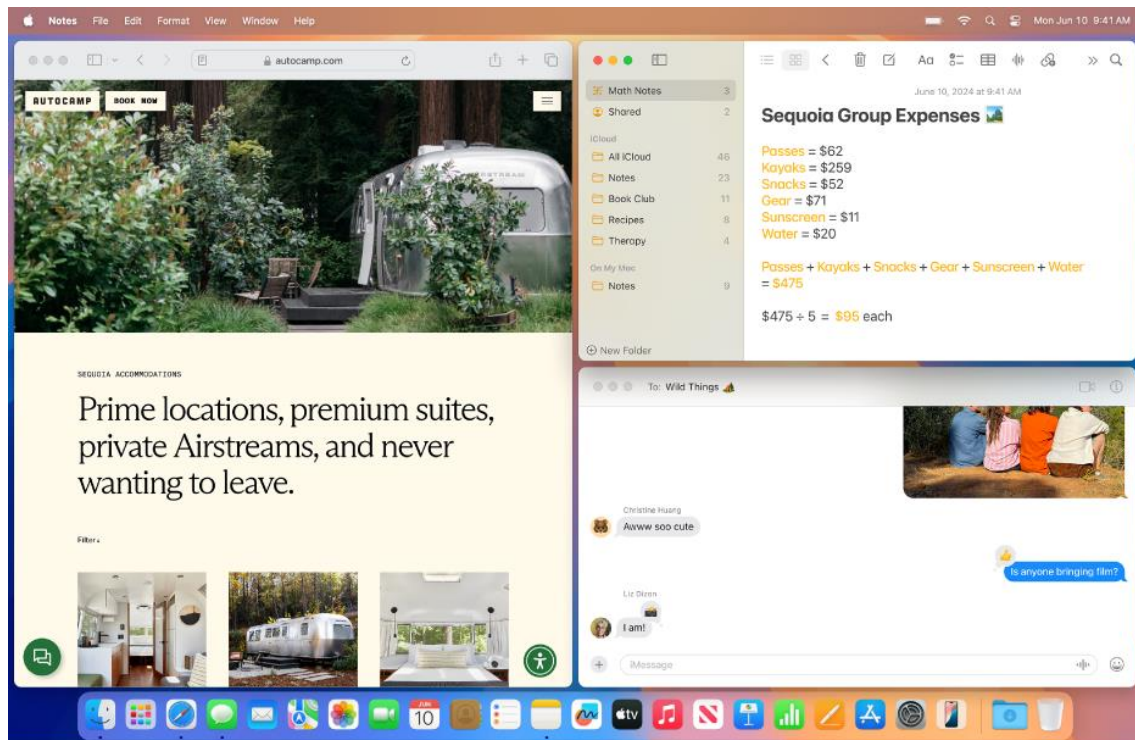 Notes File Edit Format View Window Help
Mon Jun 10 9:41 AM
autocamp.com
AUTOCAMP
BOOK NOW
SEQUOIA ACCOMMODATIONS
Prime locations, premium suites,
private Airstreams, and never
wanting to leave.
Filter
Math Notes 3
Shared 2
iCloud
All iCloud 46
Notes 23
Book Club 11
Recipes 8
Therapy 4
On My Mac
Notes 9
New Folder
Aa
June 10, 2024 at 9:41 AM
Sequoia Group Expenses 🏞️
Passes = $62
Kayaks = $259
Snacks = $52
Gear = $71
Sunscreen = $11
Water = $20
Passes + Kayaks + Snacks + Gear + Sunscreen + Water
= $475
$475 ÷ 5 = $95 each
To: Wild Things 🏕️
Christine Huang
Awww soo cute
Is anyone bringing film?
Liz Dizon
I am!
iMessage
JUN
10
tv